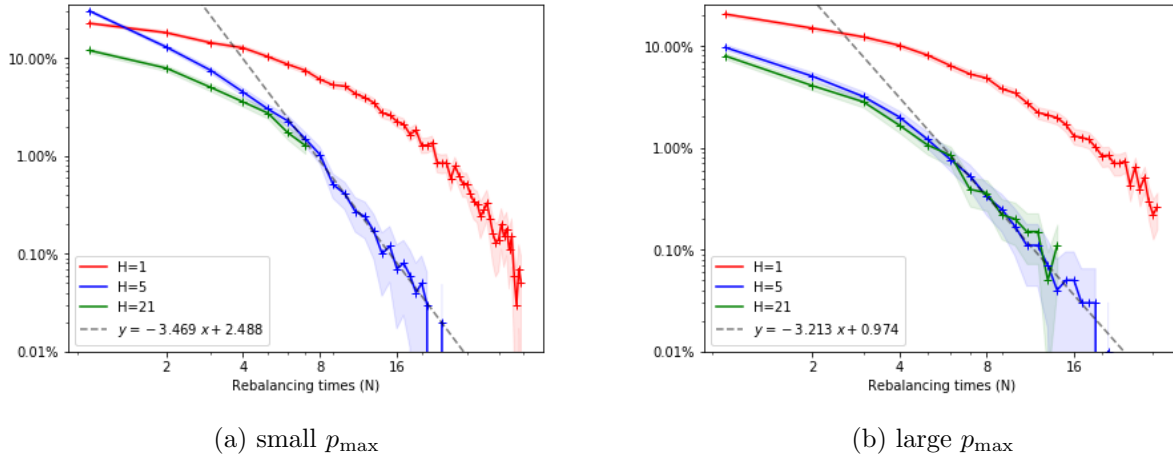 10.00%
1.00%
0.10%
0.01%
H=1
H=5
H=21
y = −3.469 x + 2.488
2 4 8 16
Rebalancing times (N)
(a) small p_max
10.00%
1.00%
0.10%
0.01%
H=1
H=5
H=21
y = −3.213 x + 0.974
2 4 8 16
Rebalancing times (N)
(b) large p_max